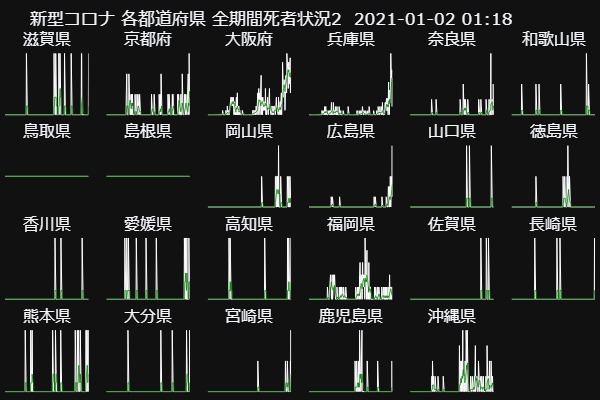 新型コロナ 各都道府県 全期間死者状況2 2021-01-02 01:18
滋賀県 京都府 大阪府 兵庫県 奈良県 和歌山県
鳥取県 島根県 岡山県 広島県 山口県 徳島県
香川県 愛媛県 高知県 福岡県 佐賀県 長崎県
熊本県 大分県 宮崎県 鹿児島県 沖縄県